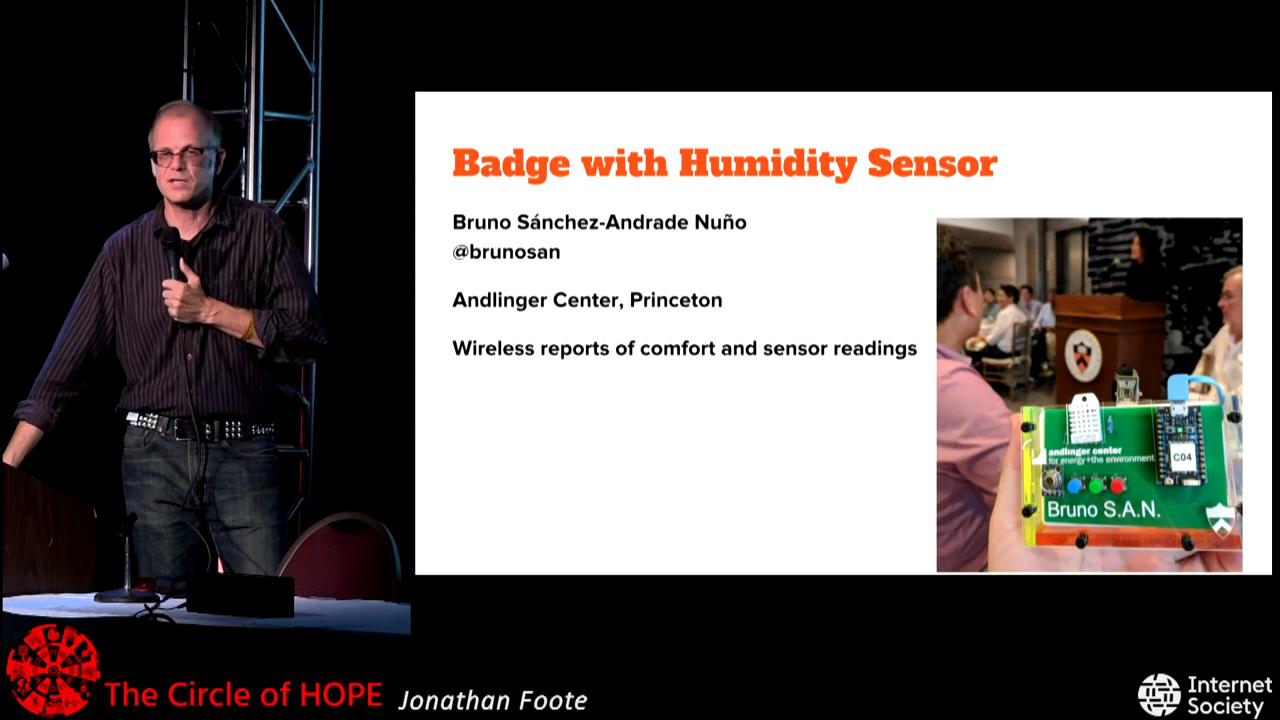 Badge with Humidity Sensor
Bruno Sánchez-Andrade Nuño
@brunosan
Andlinger Center, Princeton
Wireless reports of comfort and sensor readings
andlinger center
for energy+the environment
C04
Bruno S.A.N.
The Circle of HOPE
Jonathan Foote
Internet
Society